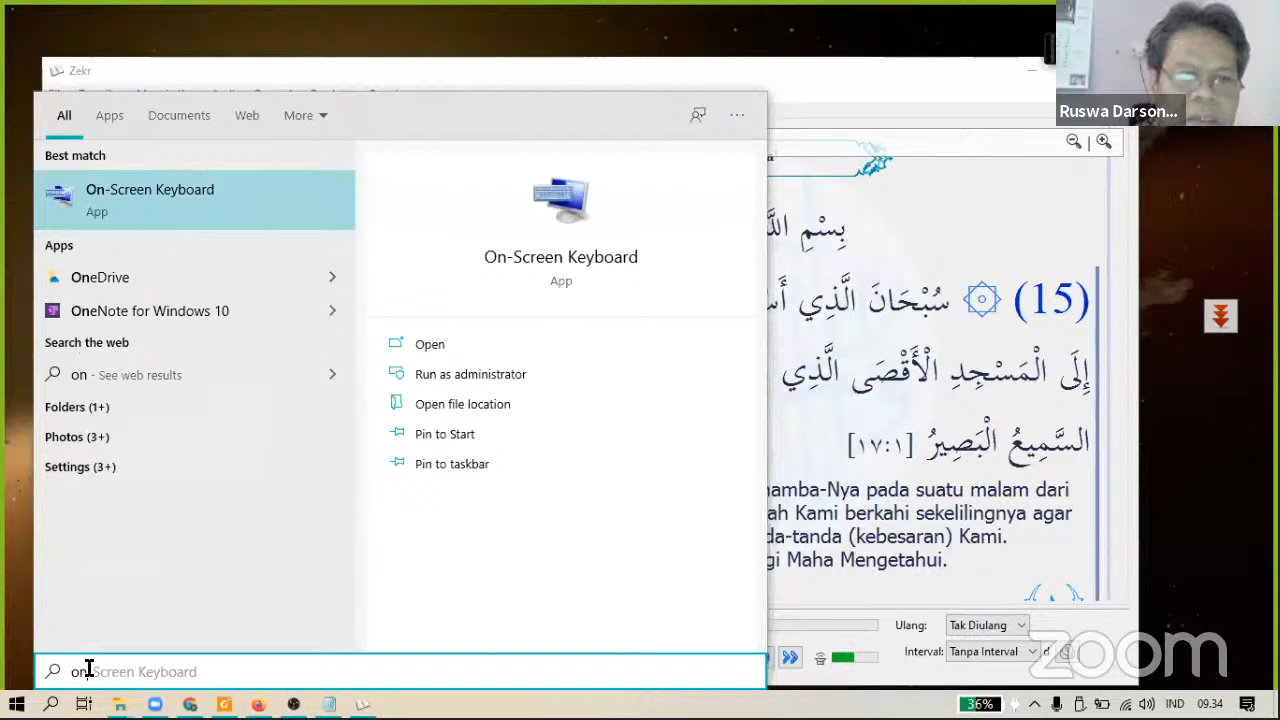 Zekr
Ruswa Darson...
All Apps Documents Web More
Best match
On-Screen Keyboard
App
Apps
OneDrive
OneNote for Windows 10
Search the web
on - See web results
Folders (1+)
Photos (3+)
Settings (3+)
On-Screen Keyboard
App
Open
Run as administrator
Open file location
Pin to Start
Pin to taskbar
بِسْمِ
(15) سُبْحَانَ الَّذِي
إِلَى الْمَسْجِدِ الْأَقْصَى الَّذِي
السَّمِيعُ الْبَصِيرُ [١٧:١]
hamba-Nya pada suatu malam dari
Kami berkahi sekelilingnya agar
da-tanda (kebesaran) Kami.
Maha Mengetahui.
Ulang: Tak Diulang
Interval: Tanpa Interval
zoom
on-Screen Keyboard
36% IND 09.34